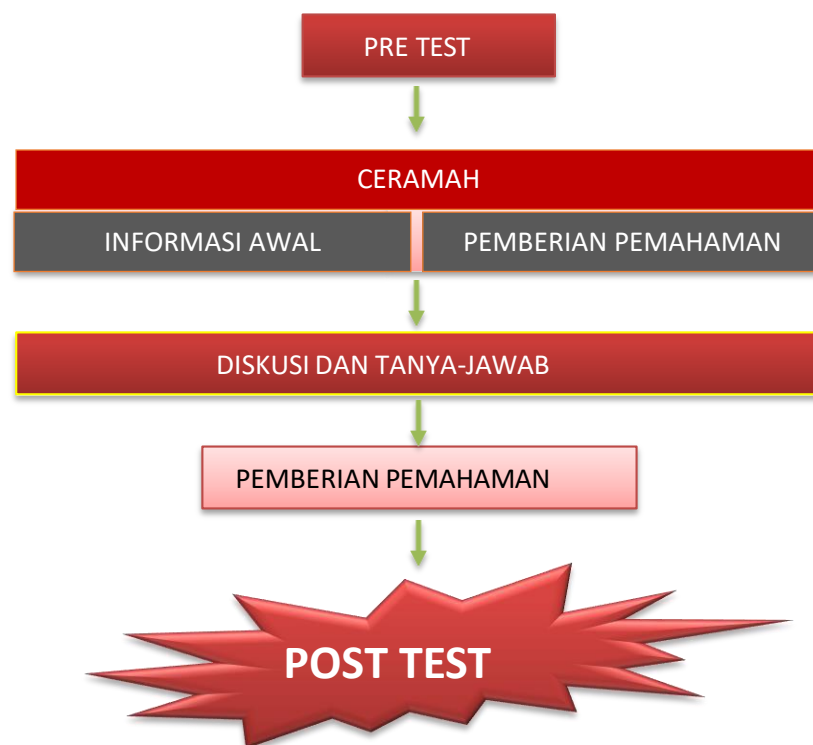 PRE TEST
CERAMAH
INFORMASI AWAL
PEMBERIAN PEMAHAMAN
DISKUSI DAN TANYA-JAWAB
PEMBERIAN PEMAHAMAN
POST TEST